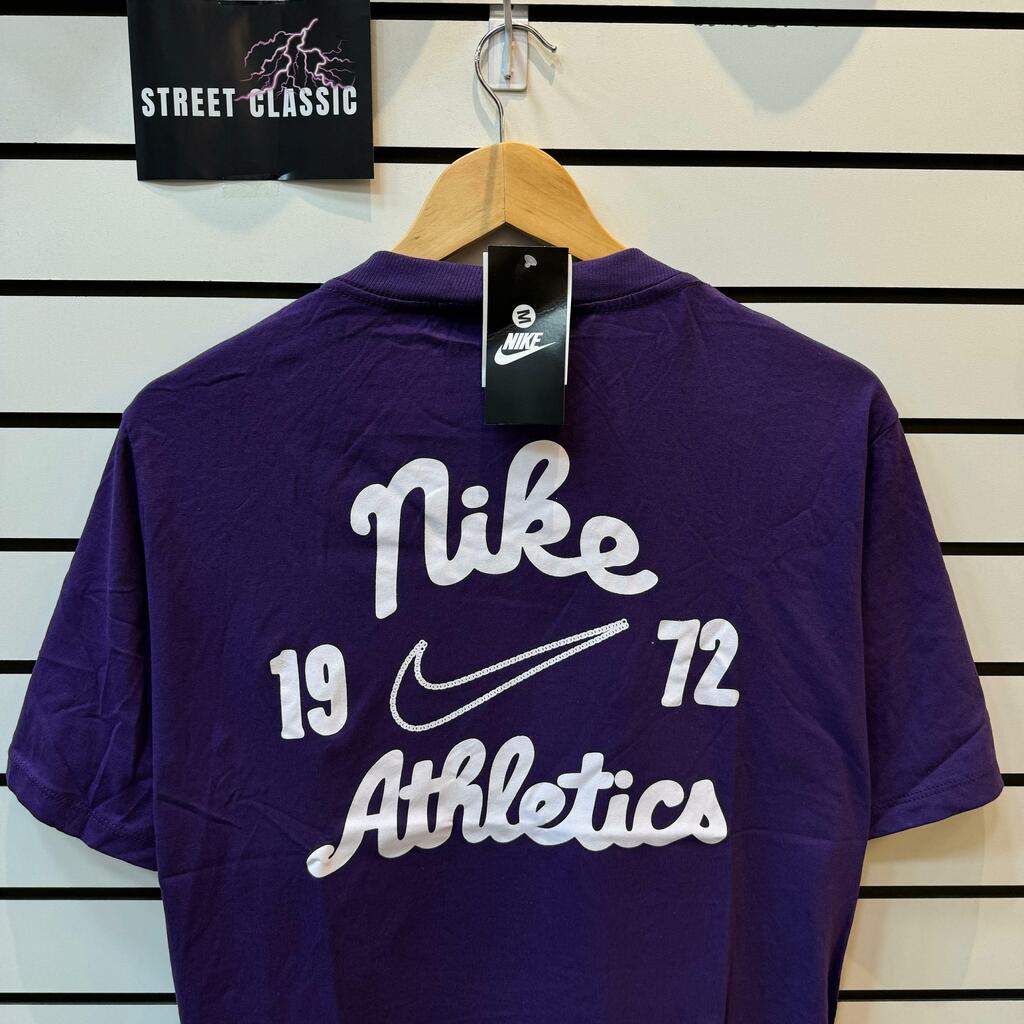 STREET CLASSIC
M
NIKE
Nike
19 72
Athletics